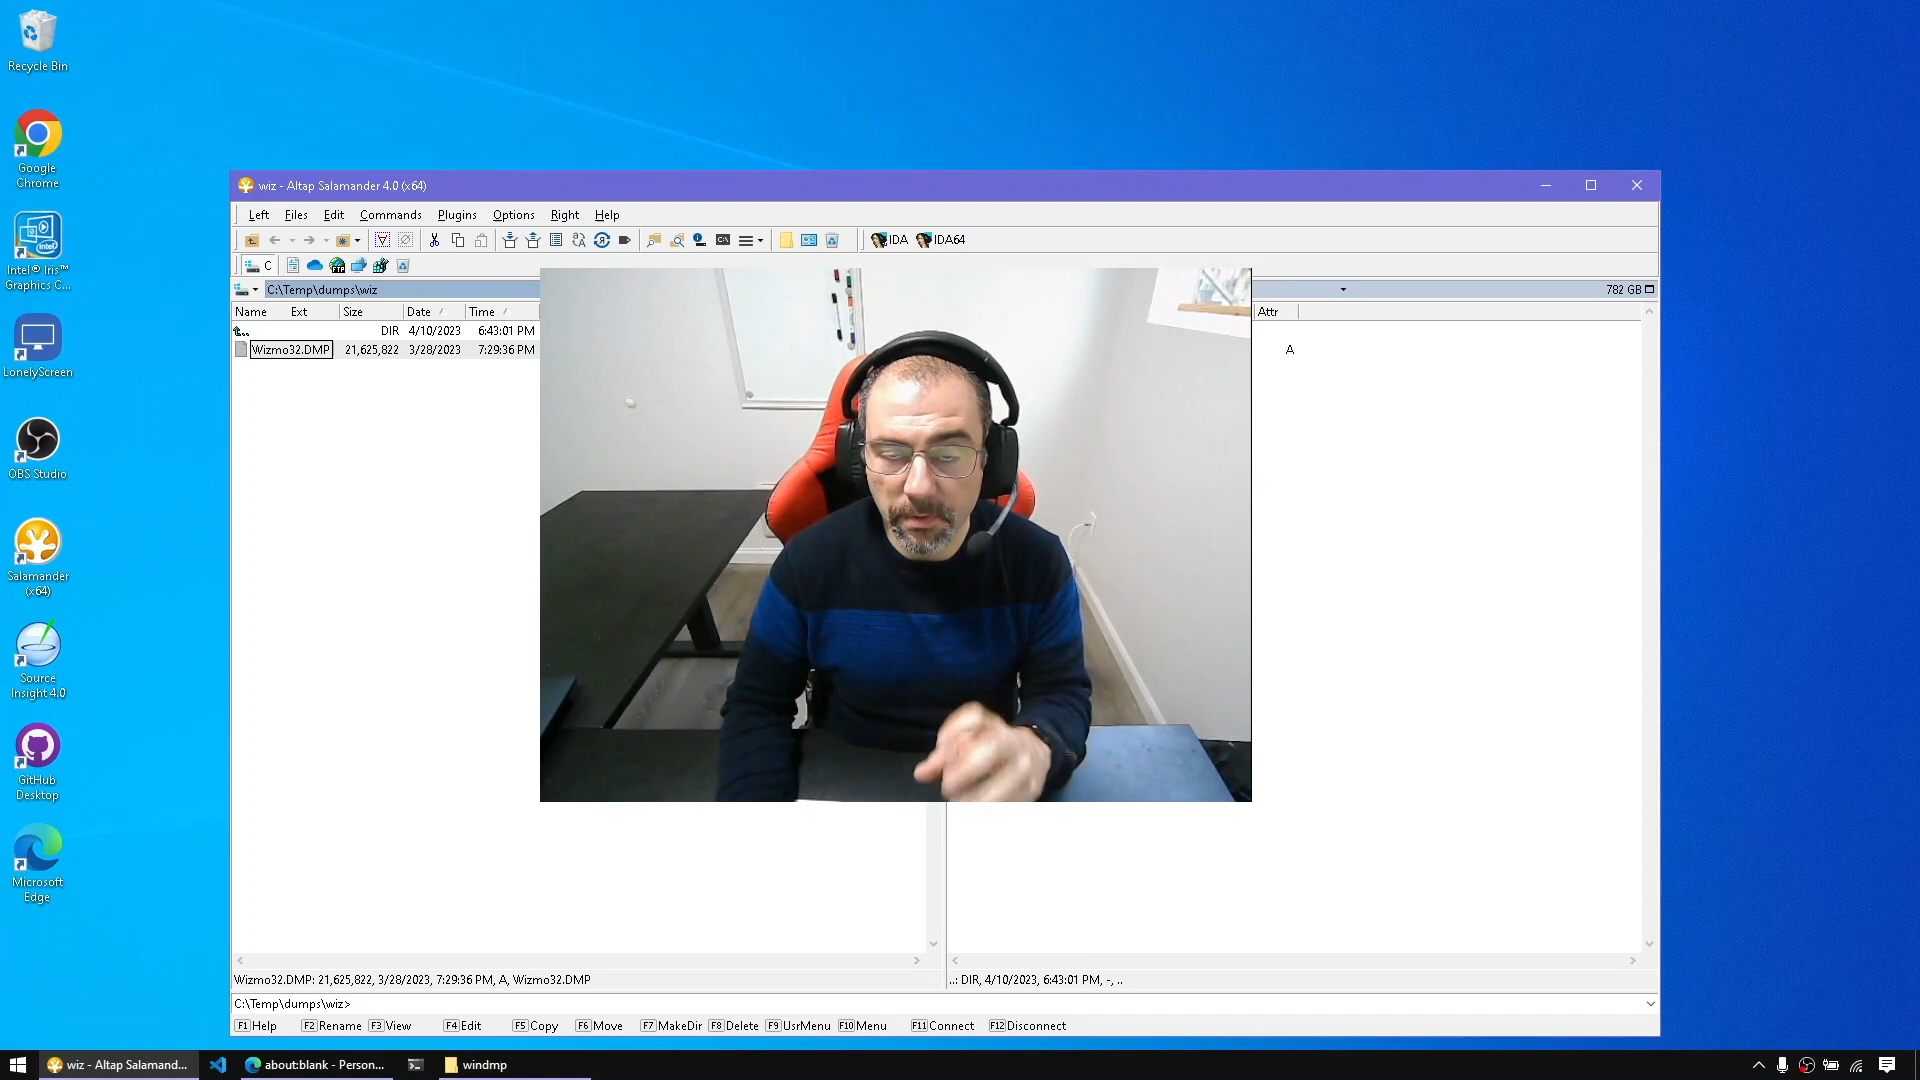 Recycle Bin
Google
Chrome
Intel® Iris™
Graphics C...
LonelyScreen
OBS Studio
Salamander
(x64)
Source
Insight 4.0
GitHub
Desktop
Microsoft
Edge
wiz - Altap Salamander 4.0 (x64)
Left Files Edit Commands Plugins Options Right Help
IDA IDA64
C
C:\Temp\dumps\wiz
782 GB
Name Ext Size Date Time
Attr
.. DIR 4/10/2023 6:43:01 PM
Wizmo32.DMP 21,625,822 3/28/2023 7:29:36 PM
A
Wizmo32.DMP: 21,625,822, 3/28/2023, 7:29:36 PM, A, Wizmo32.DMP
..: DIR, 4/10/2023, 6:43:01 PM, -, ..
C:\Temp\dumps\wiz>
F1 Help F2 Rename F3 View F4 Edit F5 Copy F6 Move F7 MakeDir F8 Delete F9 UsrMenu F10 Menu F11 Connect F12 Disconnect
wiz - Altap Salamand... about:blank - Person... windmp